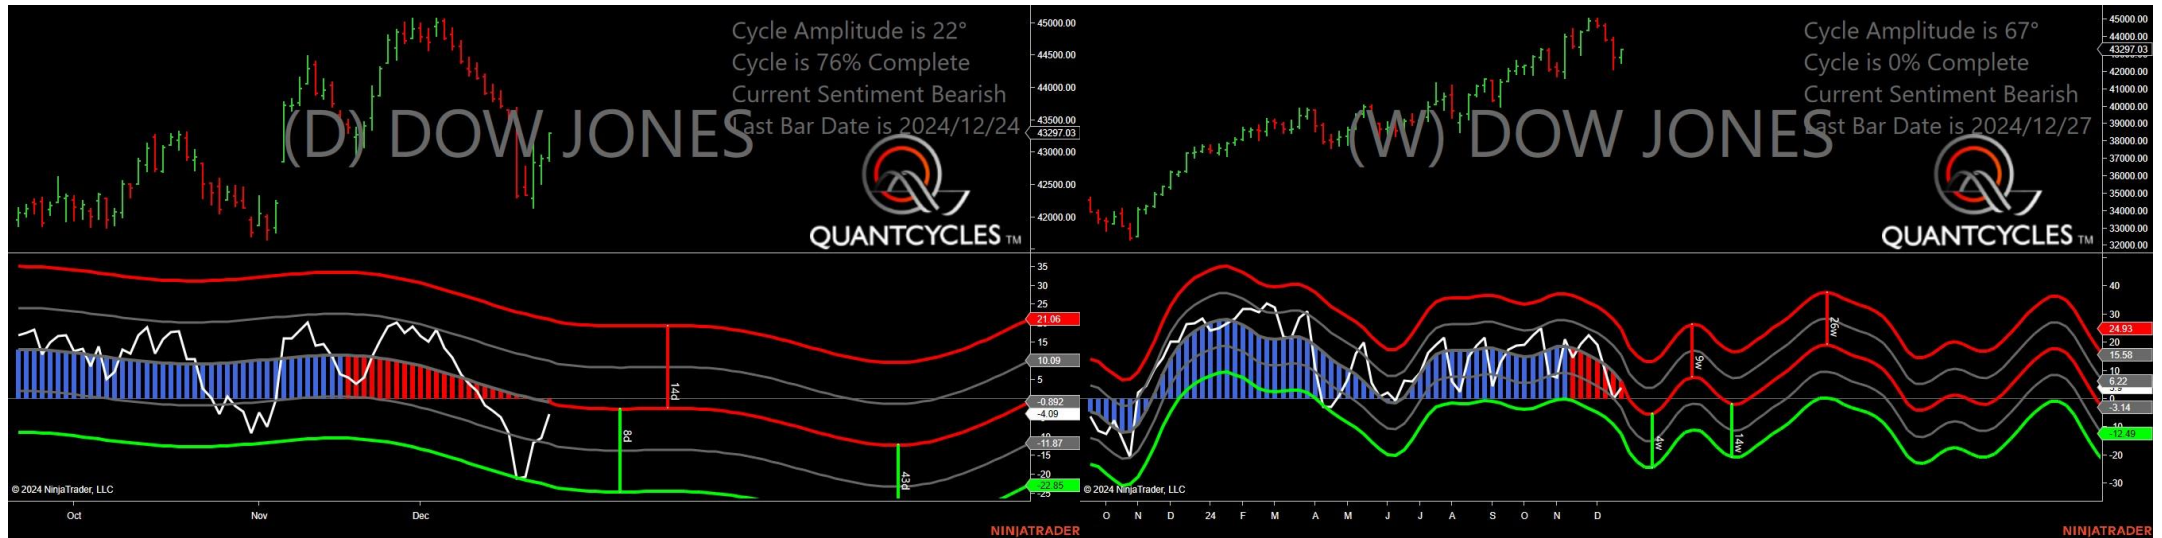 Cycle Amplitude is 22°
Cycle is 76% Complete
Current Sentiment Bearish
Last Bar Date is 2024/12/24
(D) DOW JONES
QUANTCYCLES TM
45000.00
44500.00
44000.00
43500.00
43297.03
43000.00
42500.00
42000.00
35
30
25
21.06
15
10.09
5
-0.892
-4.09
-11.87
-15
-20
-22.85
-25
14d
8d
43d
© 2024 NinjaTrader, LLC
Oct
Nov
Dec
NINJATRADER
Cycle Amplitude is 67°
Cycle is 0% Complete
Current Sentiment Bearish
Last Bar Date is 2024/12/27
(W) DOW JONES
QUANTCYCLES TM
45000.00
44000.00
43297.03
42000.00
41000.00
40000.00
39000.00
38000.00
37000.00
36000.00
35000.00
34000.00
33000.00
32000.00
40
30
24.93
20
15.58
10
6.22
0
-3.14
-12.49
-20
-30
9w
26w
4w
14w
© 2024 NinjaTrader, LLC
O N D 24 F M A M J J A S O N D
NINJATRADER